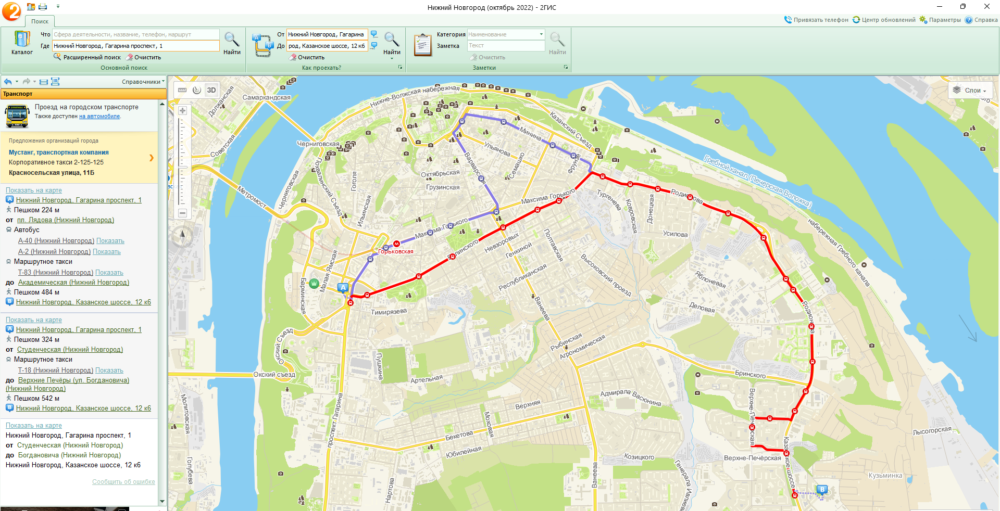 Нижний Новгород (октябрь 2022) - 2ГИС
Поиск
Привязать телефон
Центр обновлений
Параметры
Справка
Каталог
Что
Сфера деятельности, название, телефон, маршрут
Где
Нижний Новгород, Гагарина проспект, 1
Расширенный поиск
Очистить
Найти
Основной поиск
От
Нижний Новгород, Гагарина
До
род, Казанское шоссе, 12 к6
Очистить
Найти
Как проехать?
Категория
Наименование
Заметка
Текст
Очистить
Найти
Заметки
Справочники
Транспорт
Проезд на городском транспорте
Также доступен на автомобиле.
Предложения организаций города
Мустанг, транспортная компания
Корпоративное такси 2-125-125
Красносельская улица, 11Б
Показать на карте
A Нижний Новгород, Гагарина проспект, 1
Пешком 224 м
от пл. Лядова (Нижний Новгород)
Автобус
А-40 (Нижний Новгород) Показать
А-2 (Нижний Новгород) Показать
Маршрутное такси
Т-83 (Нижний Новгород) Показать
до Академическая (Нижний Новгород)
Пешком 484 м
B Нижний Новгород, Казанское шоссе, 12 к6
Показать на карте
A Нижний Новгород, Гагарина проспект, 1
Пешком 324 м
от Студенческая (Нижний Новгород)
Маршрутное такси
Т-18 (Нижний Новгород) Показать
до Верхние Печёры (ул. Богдановича)
(Нижний Новгород)
Пешком 542 м
B Нижний Новгород, Казанское шоссе, 12 к6
Показать на карте
Нижний Новгород, Гагарина проспект, 1
от Студенческая (Нижний Новгород)
до Богдановича (Нижний Новгород)
Нижний Новгород, Казанское шоссе, 12 к6
Сообщить об ошибке
3D
Слои
Самаркандская
Должанская
Нижне-Волжская набережная
Казанский Съезд
Советская
Черниговская
Минина
Ульянова
Семашко
Фрунзе
Варварская
Похвалинский Съезд
Гоголя
Октябрьская
Грузинская
Гребной канал (Печерская Воложка)
Метромост
Черниговская
Ильинская
Максима Горького
Родионова
Тургенева
Ковровская
Донецкая
набережная Гребного канала
Максима Горького
Усилова
Горьковская
Белинского
Невзоровых
Генкиной
Полтавская
Высоковский проезд
Малая Ямская
Республиканская
Яблоневая
Барминская
A
Тимирязева
Ванеева
Деловая
Родионова
Окский Съезд
Рыбинская
Агрономическая
Пушкина
Окский съезд
Артельная
Бринского
Адмирала Васюнина
Молитовская
проспект Гагарина
Верхняя
Моховая
Верхне-Печёрская
Бекетова
Юбилейная
Лысогорская
Козицкого
Верхне-Печёрская
Казанское шоссе
Голубева
Нартова
Ванеева
Генерала Ивлиева
Кузьминка
B